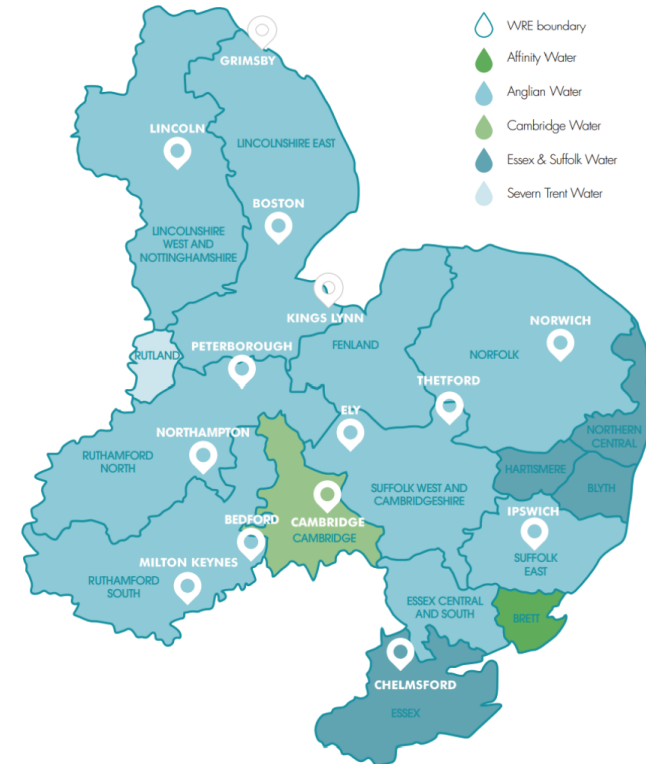 WRE boundary
Affinity Water
Anglian Water
Cambridge Water
Essex & Suffolk Water
Severn Trent Water
GRIMSBY
LINCOLN
LINCOLNSHIRE EAST
BOSTON
LINCOLNSHIRE
WEST AND
NOTTINGHAMSHIRE
KINGS LYNN
NORWICH
RUTLAND
PETERBOROUGH
FENLAND
NORFOLK
THETFORD
ELY
NORTHAMPTON
NORTHERN
CENTRAL
RUTHAMFORD
NORTH
HARTISMERE
SUFFOLK WEST AND
CAMBRIDGESHIRE
BLYTH
IPSWICH
BEDFORD
CAMBRIDGE
CAMBRIDGE
MILTON KEYNES
SUFFOLK
EAST
RUTHAMFORD
SOUTH
ESSEX CENTRAL
AND SOUTH
BRETT
CHELMSFORD
ESSEX